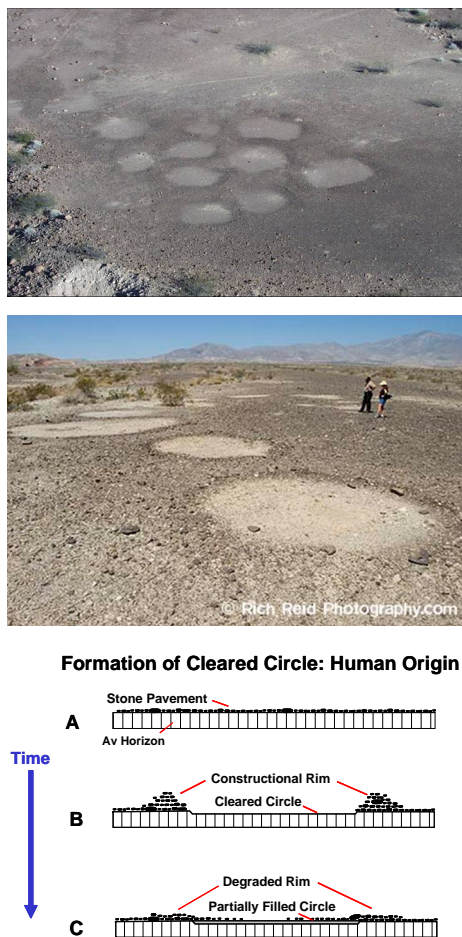 © Rich Reid Photography.com
Formation of Cleared Circle: Human Origin
Stone Pavement
A
Av Horizon
Time
Constructional Rim
Cleared Circle
B
Degraded Rim
Partially Filled Circle
C